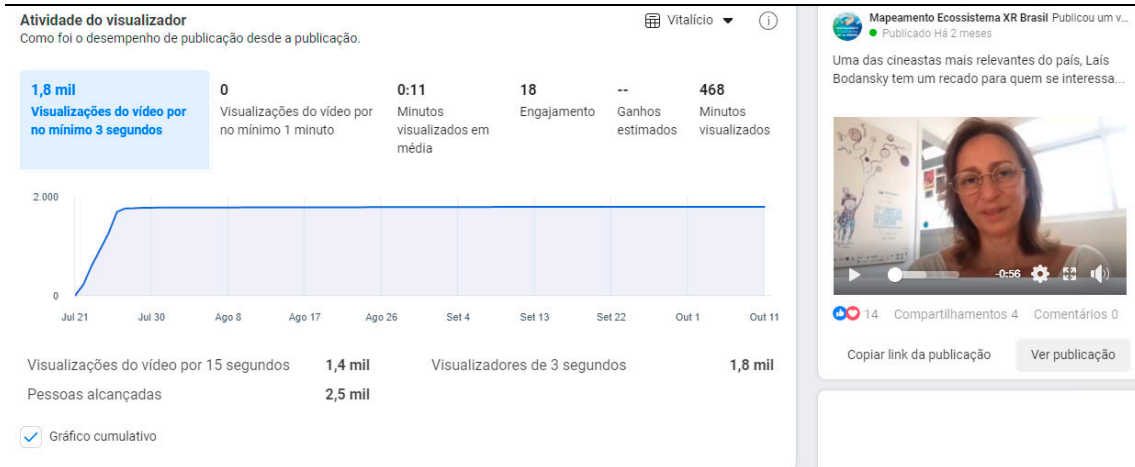 Atividade do visualizador
Como foi o desempenho de publicação desde a publicação.
Vitalício
1,8 mil
Visualizações do vídeo por
no mínimo 3 segundos
0
Visualizações do vídeo por
no mínimo 1 minuto
0:11
Minutos
visualizados em
média
18
Engajamento
--
Ganhos
estimados
468
Minutos
visualizados
2.000
0
Jul 21 Jul 30 Ago 8 Ago 17 Ago 26 Set 4 Set 13 Set 22 Out 1 Out 11
Visualizações do vídeo por 15 segundos 1,4 mil
Visualizadores de 3 segundos 1,8 mil
Pessoas alcançadas 2,5 mil
Gráfico cumulativo
Mapeamento Ecossistema XR Brasil Publicou um v...
Publicado Há 2 meses
Uma das cineastas mais relevantes do país, Laís
Bodansky tem um recado para quem se interessa...
-0:56
14 Compartilhamentos 4 Comentários 0
Copiar link da publicação Ver publicação